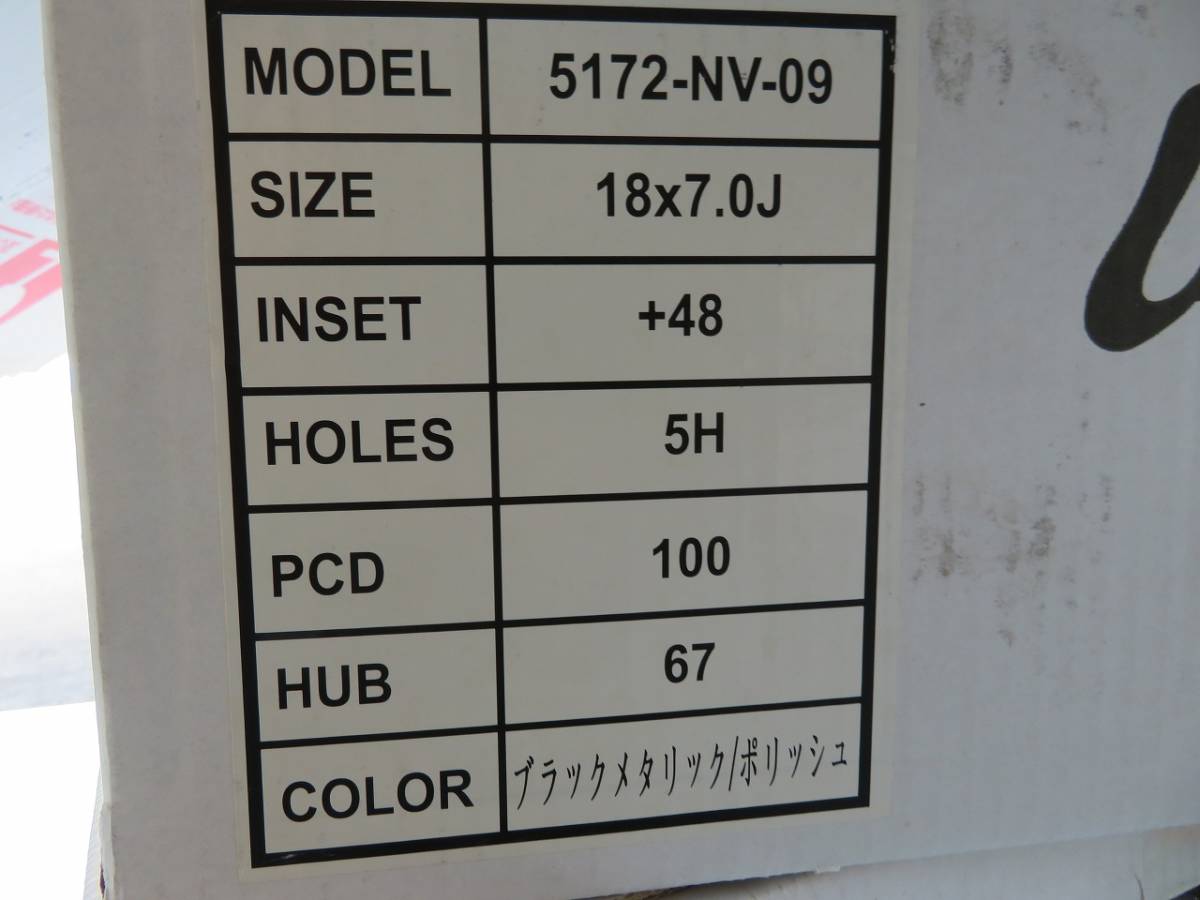 MODEL 5172-NV-09
SIZE 18x7.0J
INSET +48
HOLES 5H
PCD 100
HUB 67
COLOR ブラックメタリック/ポリッシュ